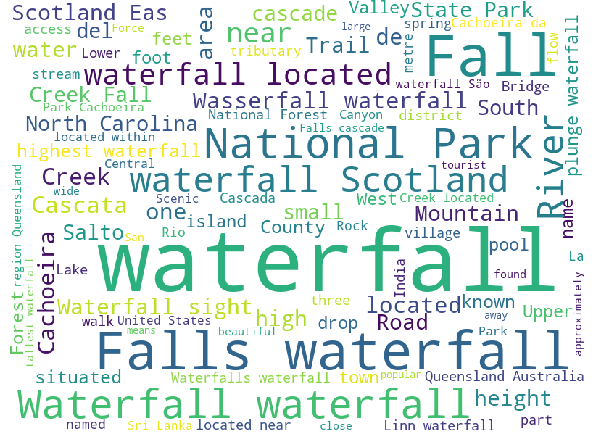 Scotland Eas
del
near
cascade
Valley
State Park
spring
Cachoeira da
large
access
Lower
Force
feet
area
Trail
de
metre
flow
water
foot
tributary
Fall
stream
waterfall located
waterfall São
Bridge
Creek Fall
Park Cachoeira
Wasserfall waterfall
South
plunge waterfall
North Carolina
National Forest
Canyon
district
located within
Falls cascade
highest waterfall
National Park
River
Central
tourist
Creek
waterfall Scotland
wide
Scenic
Cascada
West
Creek located
Cascata
one
island
small
Mountain
name
Salto
Rio
County
Rock
village
pool
La
Forest
region Queensland
tallest waterfall
Cachoeira
San
Lake
waterfall
India
found
approximately
Waterfall sight
three
located
known
Upper
walk
United States
high
drop
Road
away
means
beautiful
Park
Falls waterfall
situated
Waterfalls waterfall
town
popular
Queensland Australia
Waterfall waterfall
height
named
Sri Lanka
located near
close
Linn waterfall
part